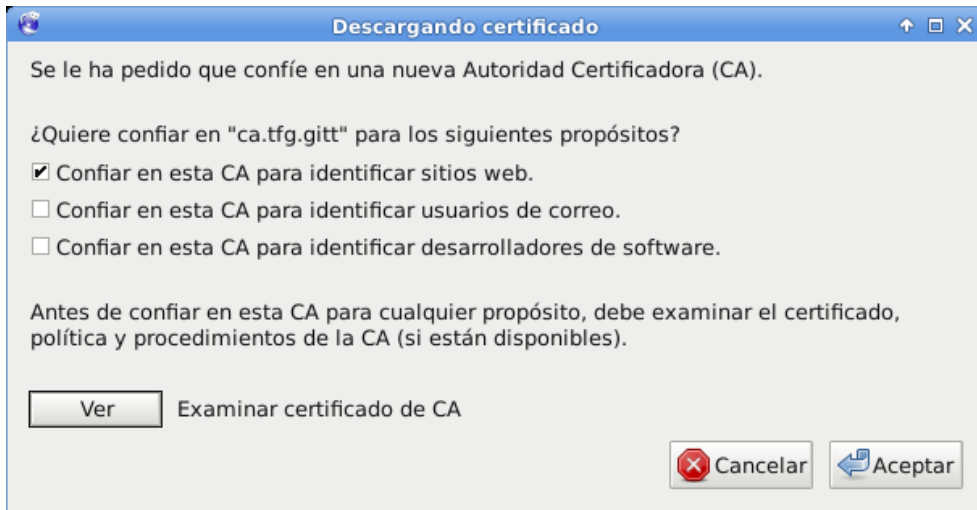 Descargando certificado
Se le ha pedido que confíe en una nueva Autoridad Certificadora (CA).
¿Quiere confiar en "ca.tfg.gitt" para los siguientes propósitos?
Confiar en esta CA para identificar sitios web.
Confiar en esta CA para identificar usuarios de correo.
Confiar en esta CA para identificar desarrolladores de software.
Antes de confiar en esta CA para cualquier propósito, debe examinar el certificado,
política y procedimientos de la CA (si están disponibles).
Ver Examinar certificado de CA
Cancelar Aceptar